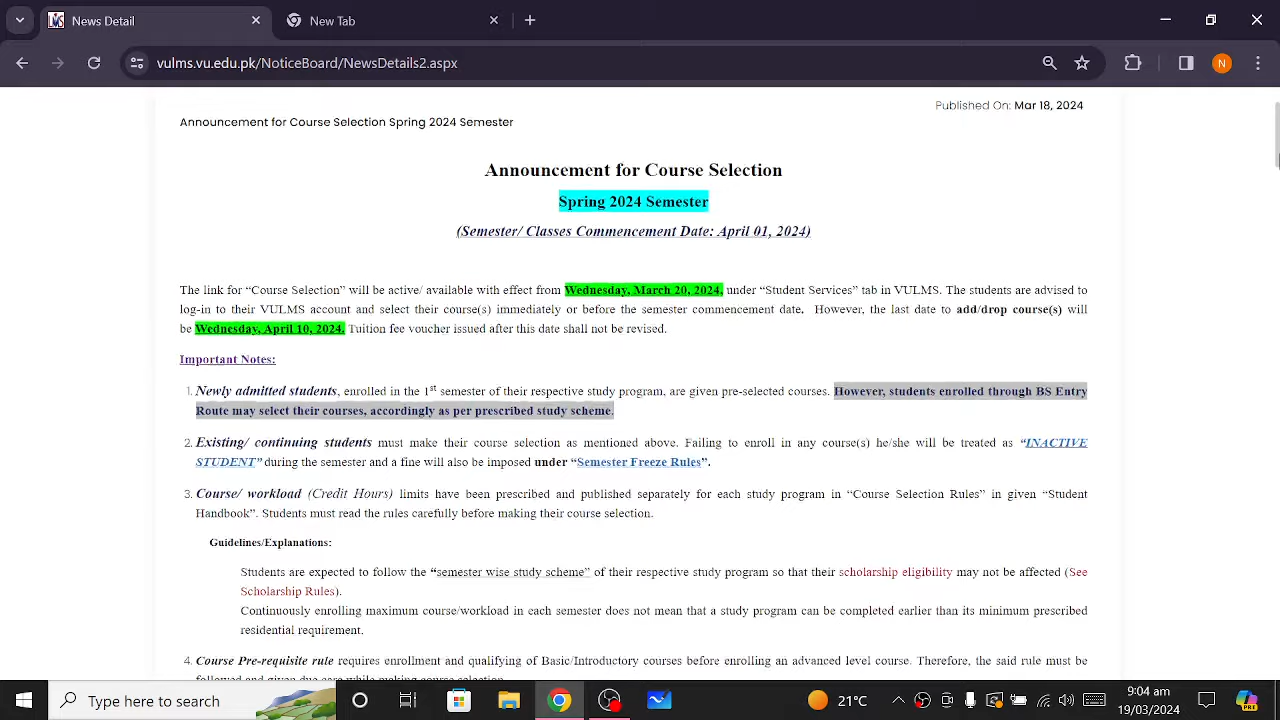 News Detail
New Tab
vulms.vu.edu.pk/NoticeBoard/NewsDetails2.aspx
N
Published On: Mar 18, 2024
Announcement for Course Selection Spring 2024 Semester
Announcement for Course Selection
Spring 2024 Semester
(Semester/ Classes Commencement Date: April 01, 2024)
The link for “Course Selection” will be active/ available with effect from Wednesday, March 20, 2024, under “Student Services” tab in VULMS. The students are advised to
log-in to their VULMS account and select their course(s) immediately or before the semester commencement date. However, the last date to add/drop course(s) will
be Wednesday, April 10, 2024. Tuition fee voucher issued after this date shall not be revised.
Important Notes:
1. Newly admitted students, enrolled in the 1st semester of their respective study program, are given pre-selected courses. However, students enrolled through BS Entry
Route may select their courses, accordingly as per prescribed study scheme.
2. Existing/ continuing students must make their course selection as mentioned above. Failing to enroll in any course(s) he/she will be treated as “INACTIVE
STUDENT” during the semester and a fine will also be imposed under “Semester Freeze Rules”.
3. Course/ workload (Credit Hours) limits have been prescribed and published separately for each study program in “Course Selection Rules” in given “Student
Handbook”. Students must read the rules carefully before making their course selection.
Guidelines/Explanations:
Students are expected to follow the “semester wise study scheme” of their respective study program so that their scholarship eligibility may not be affected (See
Scholarship Rules).
Continuously enrolling maximum course/workload in each semester does not mean that a study program can be completed earlier than its minimum prescribed
residential requirement.
4. Course Pre-requisite rule requires enrollment and qualifying of Basic/Introductory courses before enrolling an advanced level course. Therefore, the said rule must be
followed and given due care while making course selection.
Type here to search
21°C
9:04 am
19/03/2024
PRE